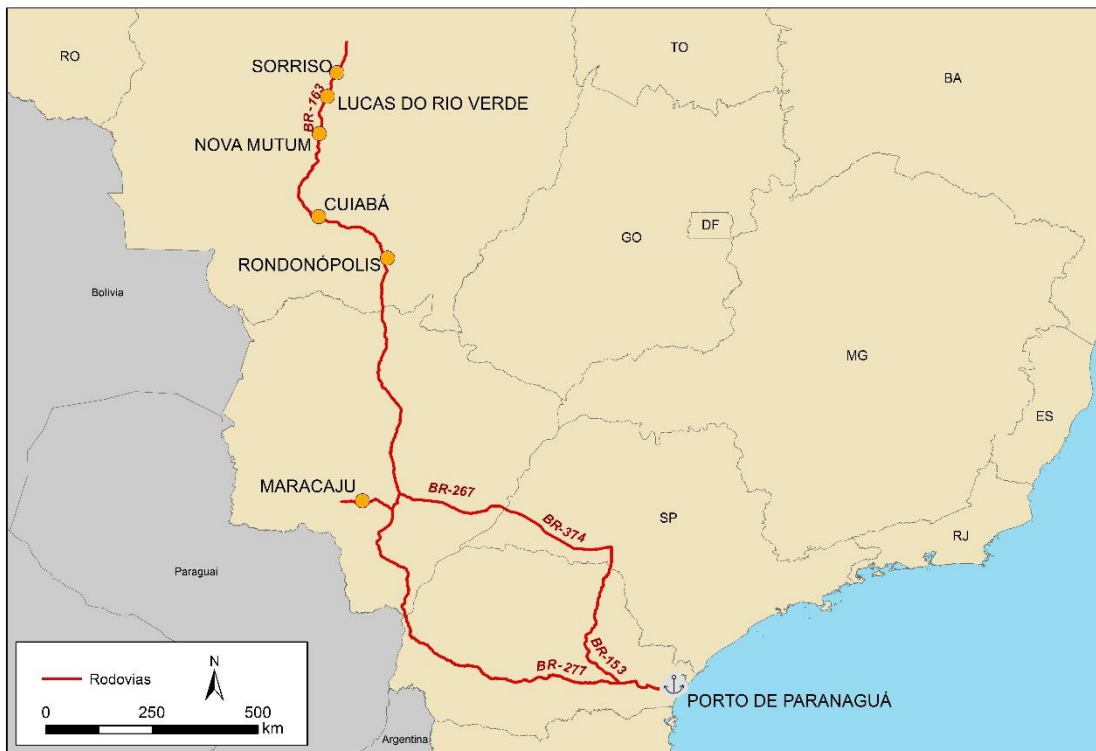 RO
TO
BA
SORRISO
BR-163
LUCAS DO RIO VERDE
NOVA MUTUM
CUIABÁ
DF
GO
RONDONÓPOLIS
Bolivia
MG
ES
MARACAJU
BR-267
SP
BR-374
RJ
Paraguai
BR-153
BR-277
PORTO DE PARANAGUÁ
Rodovias
N
0 250 500
km
Argentina